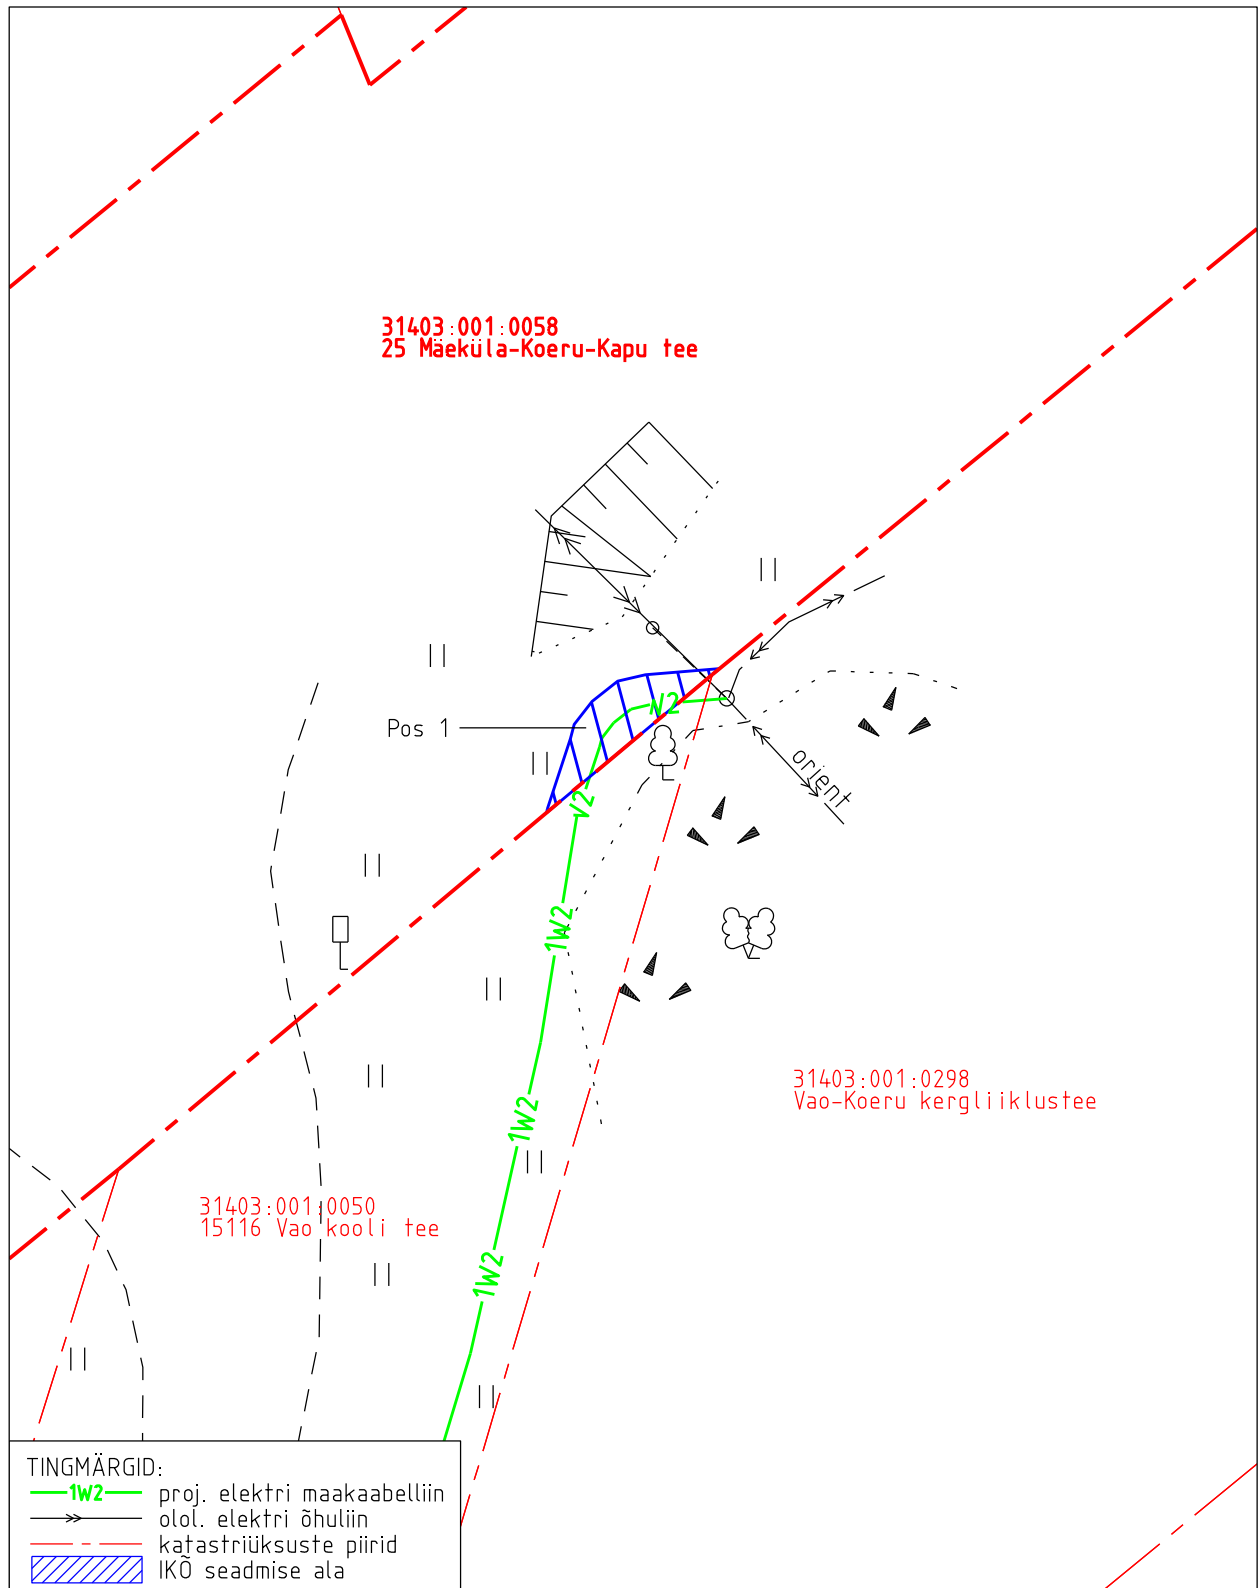 31403:001:0058
25 Mäeküla-Koeru-Kapu tee
V2
Pos 1
orient
V2
1W2
31403:001:0298
Vao-Koeru kergliiklustee
1W2
31403:001:0050
15116 Vao kooli tee
1W2
TINGMÄRGID:
1W2 proj. elektri maakaabelliin
olol. elektri õhuliin
katastriüksuste piirid
IKÕ seadmise ala